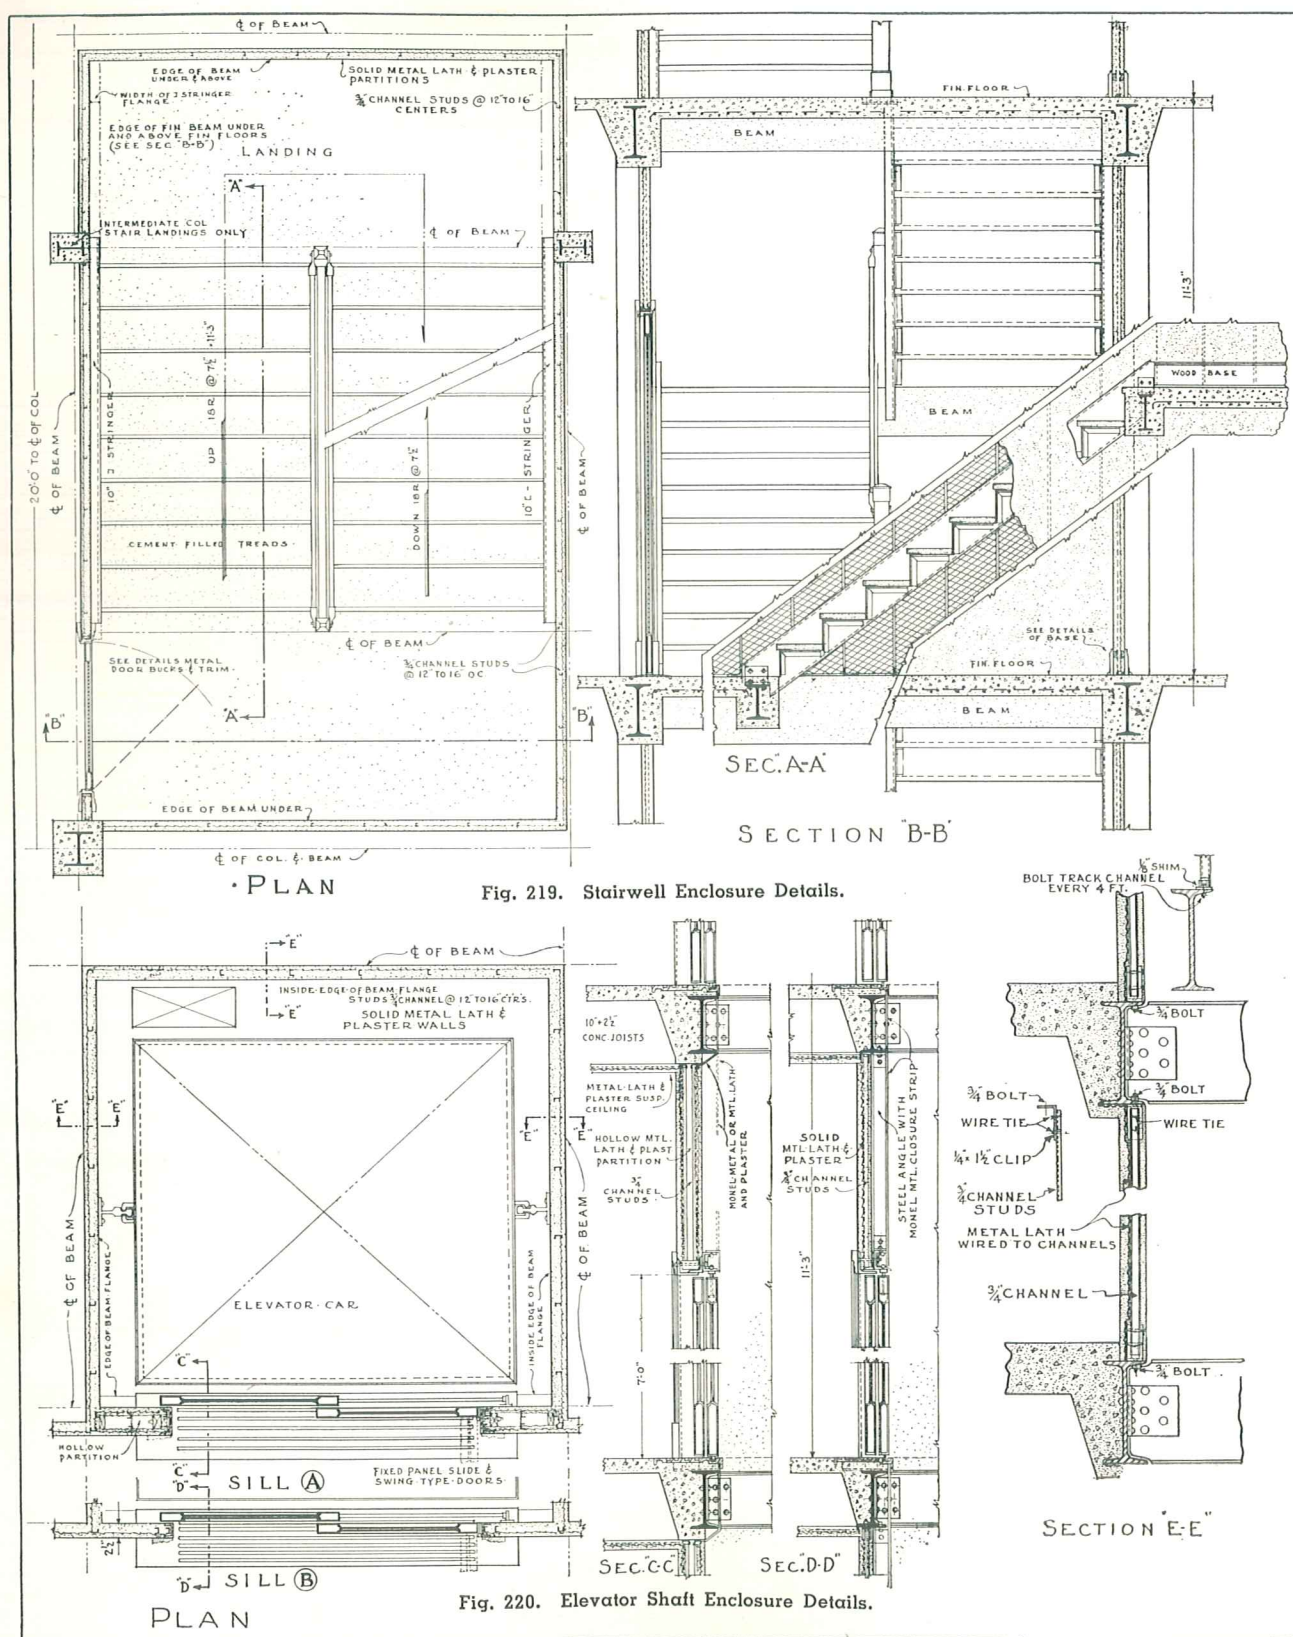 ℄ OF BEAM
EDGE OF BEAM
UNDER & ABOVE
SOLID METAL LATH & PLASTER
PARTITIONS
WIDTH OF ⊐ STRINGER
FLANGE
¾ CHANNEL STUDS @ 12" TO 16"
CENTERS
EDGE OF FIN BEAM UNDER
AND ABOVE FIN FLOORS
(SEE SEC "B-B")
LANDING
"A"
INTERMEDIATE COL
STAIR LANDINGS ONLY
℄ OF BEAM
20'-0" TO ℄ OF COL
℄ OF BEAM
10" ⊐ STRINGER
UP 18R @ 7½" = 11'-3"
DOWN 18R @ 7½"
10" [ - STRINGER
℄ OF BEAM
CEMENT FILLED TREADS
℄ OF BEAM
SEE DETAILS METAL
DOOR BUCKS & TRIM
¾ CHANNEL STUDS
@ 12" TO 16" OC
"A"
"B"
"B"
EDGE OF BEAM UNDER
℄ OF COL. & BEAM
PLAN
FIN. FLOOR
BEAM
11'-3"
WOOD BASE
BEAM
SEE DETAILS
OF BASE
FIN. FLOOR
BEAM
SEC. "A-A"
SECTION "B-B"
Fig. 219. Stairwell Enclosure Details.
⅛ SHIM
BOLT TRACK CHANNEL
EVERY 4 FT.
"E"
℄ OF BEAM
INSIDE EDGE OF BEAM FLANGE
STUDS ¾ CHANNEL @ 12" TO 16" CTRS.
"E"
SOLID METAL LATH &
PLASTER WALLS
"E"
"E"
"E"
"E"
℄ OF BEAM
EDGE OF BEAM FLANGE
ELEVATOR CAR
INSIDE EDGE OF BEAM
FLANGE
℄ OF BEAM
"C"
HOLLOW
PARTITION
"C"
"D"
SILL Ⓐ
FIXED PANEL SLIDE &
SWING TYPE DOORS
2½"
"D"
SILL Ⓑ
PLAN
10" + 2½"
CONC. JOISTS
METAL LATH &
PLASTER SUSP.
CEILING
HOLLOW MTL.
LATH & PLAST
PARTITION
¾"
CHANNEL
STUDS
MONEL METAL OR MTL. LATH
AND PLASTER
7'-0"
SEC. "C-C"
SOLID
MTL. LATH &
PLASTER
¾ CHANNEL
STUDS
STEEL ANGLE WITH
MONEL MTL. CLOSURE STRIP
11'-3"
SEC. "D-D"
¾" BOLT
¾" BOLT
¾" BOLT
WIRE TIE
WIRE TIE
¼" x 1½" CLIP
¾" CHANNEL
STUDS
METAL LATH
WIRED TO CHANNELS
¾" CHANNEL
¾" BOLT
SECTION "E-E"
Fig. 220. Elevator Shaft Enclosure Details.